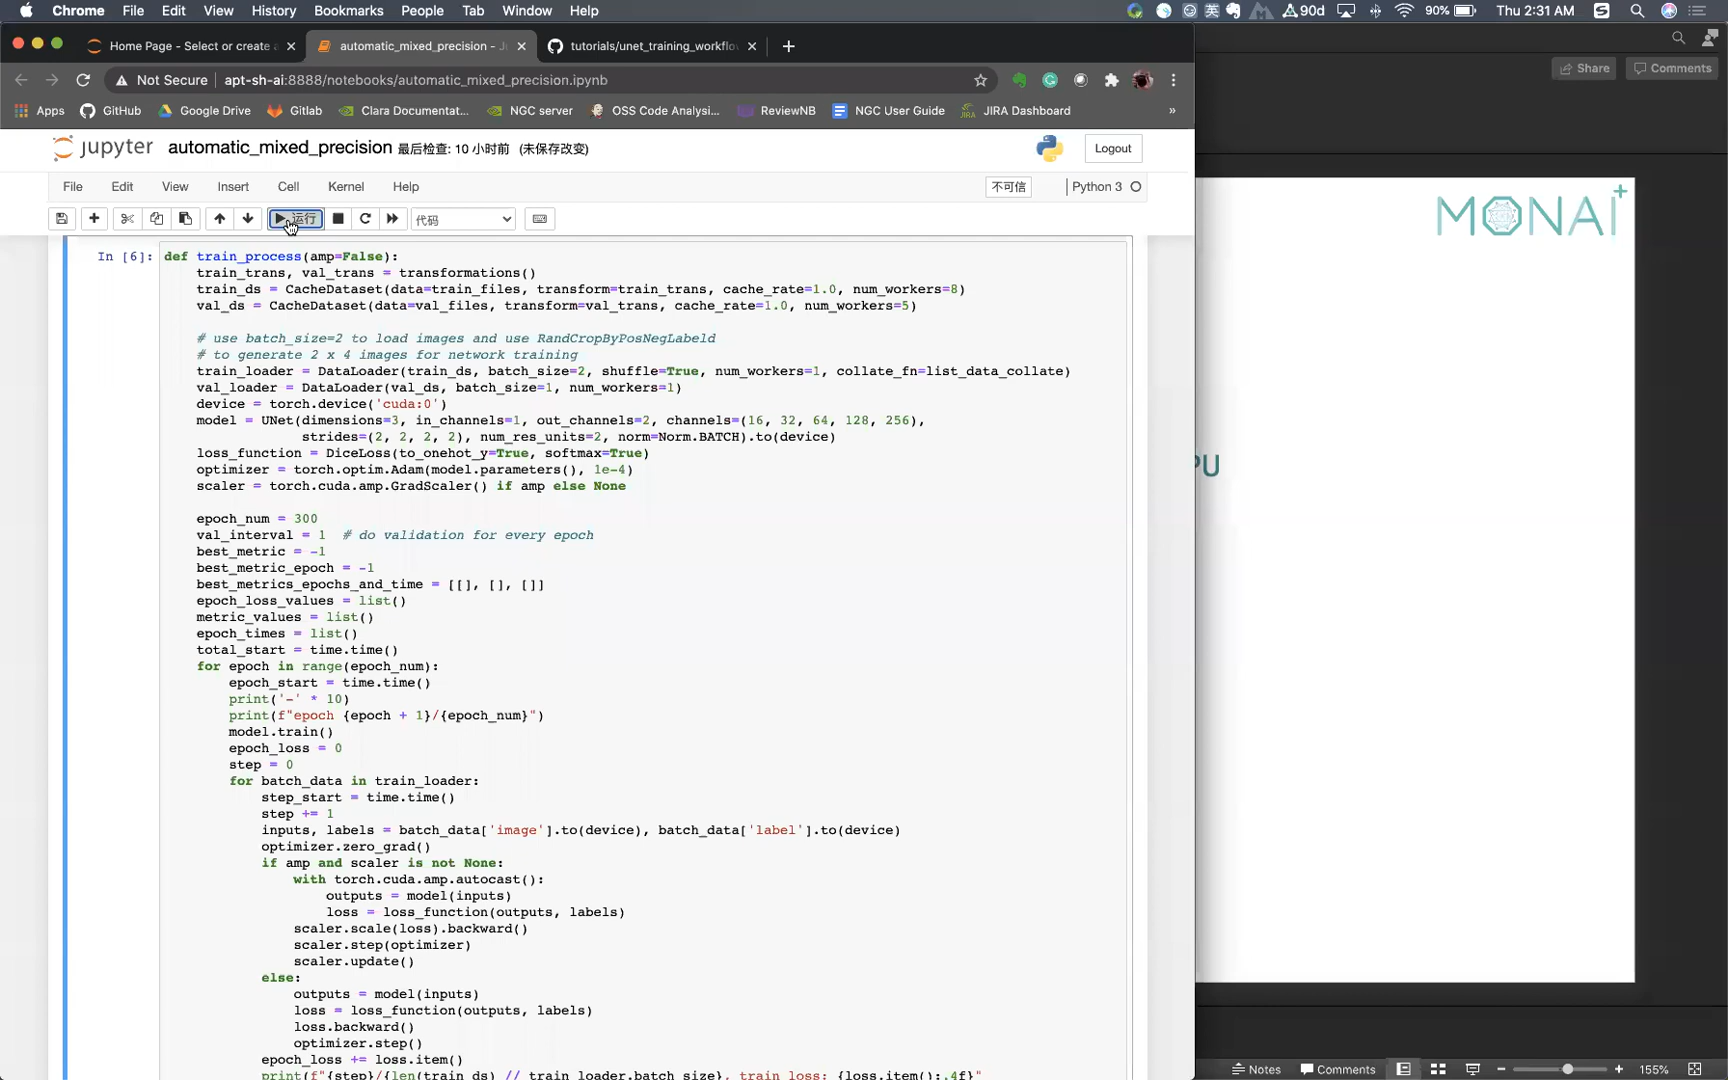 Chrome File Edit View History Bookmarks People Tab Window Help 英 90d 90% Thu 2:31 AM
Home Page - Select or create a automatic_mixed_precision - J tutorials/unet_training_workflow
Not Secure apt-sh-ai:8888/notebooks/automatic_mixed_precision.ipynb
Share Comments
Apps GitHub Google Drive Gitlab Clara Documentat... NGC server OSS Code Analysi... ReviewNB NGC User Guide JIRA Dashboard »
jupyter automatic_mixed_precision 最后检查: 10 小时前 (未保存改变) Logout
File Edit View Insert Cell Kernel Help 不可信 Python 3
运行 代码
MONAI
In [6]: def train_process(amp=False):
train_trans, val_trans = transformations()
train_ds = CacheDataset(data=train_files, transform=train_trans, cache_rate=1.0, num_workers=8)
val_ds = CacheDataset(data=val_files, transform=val_trans, cache_rate=1.0, num_workers=5)
# use batch_size=2 to load images and use RandCropByPosNegLabeld
# to generate 2 x 4 images for network training
train_loader = DataLoader(train_ds, batch_size=2, shuffle=True, num_workers=1, collate_fn=list_data_collate)
val_loader = DataLoader(val_ds, batch_size=1, num_workers=1)
device = torch.device('cuda:0')
model = UNet(dimensions=3, in_channels=1, out_channels=2, channels=(16, 32, 64, 128, 256),
strides=(2, 2, 2, 2), num_res_units=2, norm=Norm.BATCH).to(device)
loss_function = DiceLoss(to_onehot_y=True, softmax=True)
PU
optimizer = torch.optim.Adam(model.parameters(), 1e-4)
scaler = torch.cuda.amp.GradScaler() if amp else None
epoch_num = 300
val_interval = 1 # do validation for every epoch
best_metric = -1
best_metric_epoch = -1
best_metrics_epochs_and_time = [[], [], []]
epoch_loss_values = list()
metric_values = list()
epoch_times = list()
total_start = time.time()
for epoch in range(epoch_num):
epoch_start = time.time()
print('-' * 10)
print(f"epoch {epoch + 1}/{epoch_num}")
model.train()
epoch_loss = 0
step = 0
for batch_data in train_loader:
step_start = time.time()
step += 1
inputs, labels = batch_data['image'].to(device), batch_data['label'].to(device)
optimizer.zero_grad()
if amp and scaler is not None:
with torch.cuda.amp.autocast():
outputs = model(inputs)
loss = loss_function(outputs, labels)
scaler.scale(loss).backward()
scaler.step(optimizer)
scaler.update()
else:
outputs = model(inputs)
loss = loss_function(outputs, labels)
loss.backward()
optimizer.step()
epoch_loss += loss.item()
print(f"{step}/{len(train_ds) // train_loader.batch_size}, train_loss: {loss.item():.4f}"
Notes Comments 155%